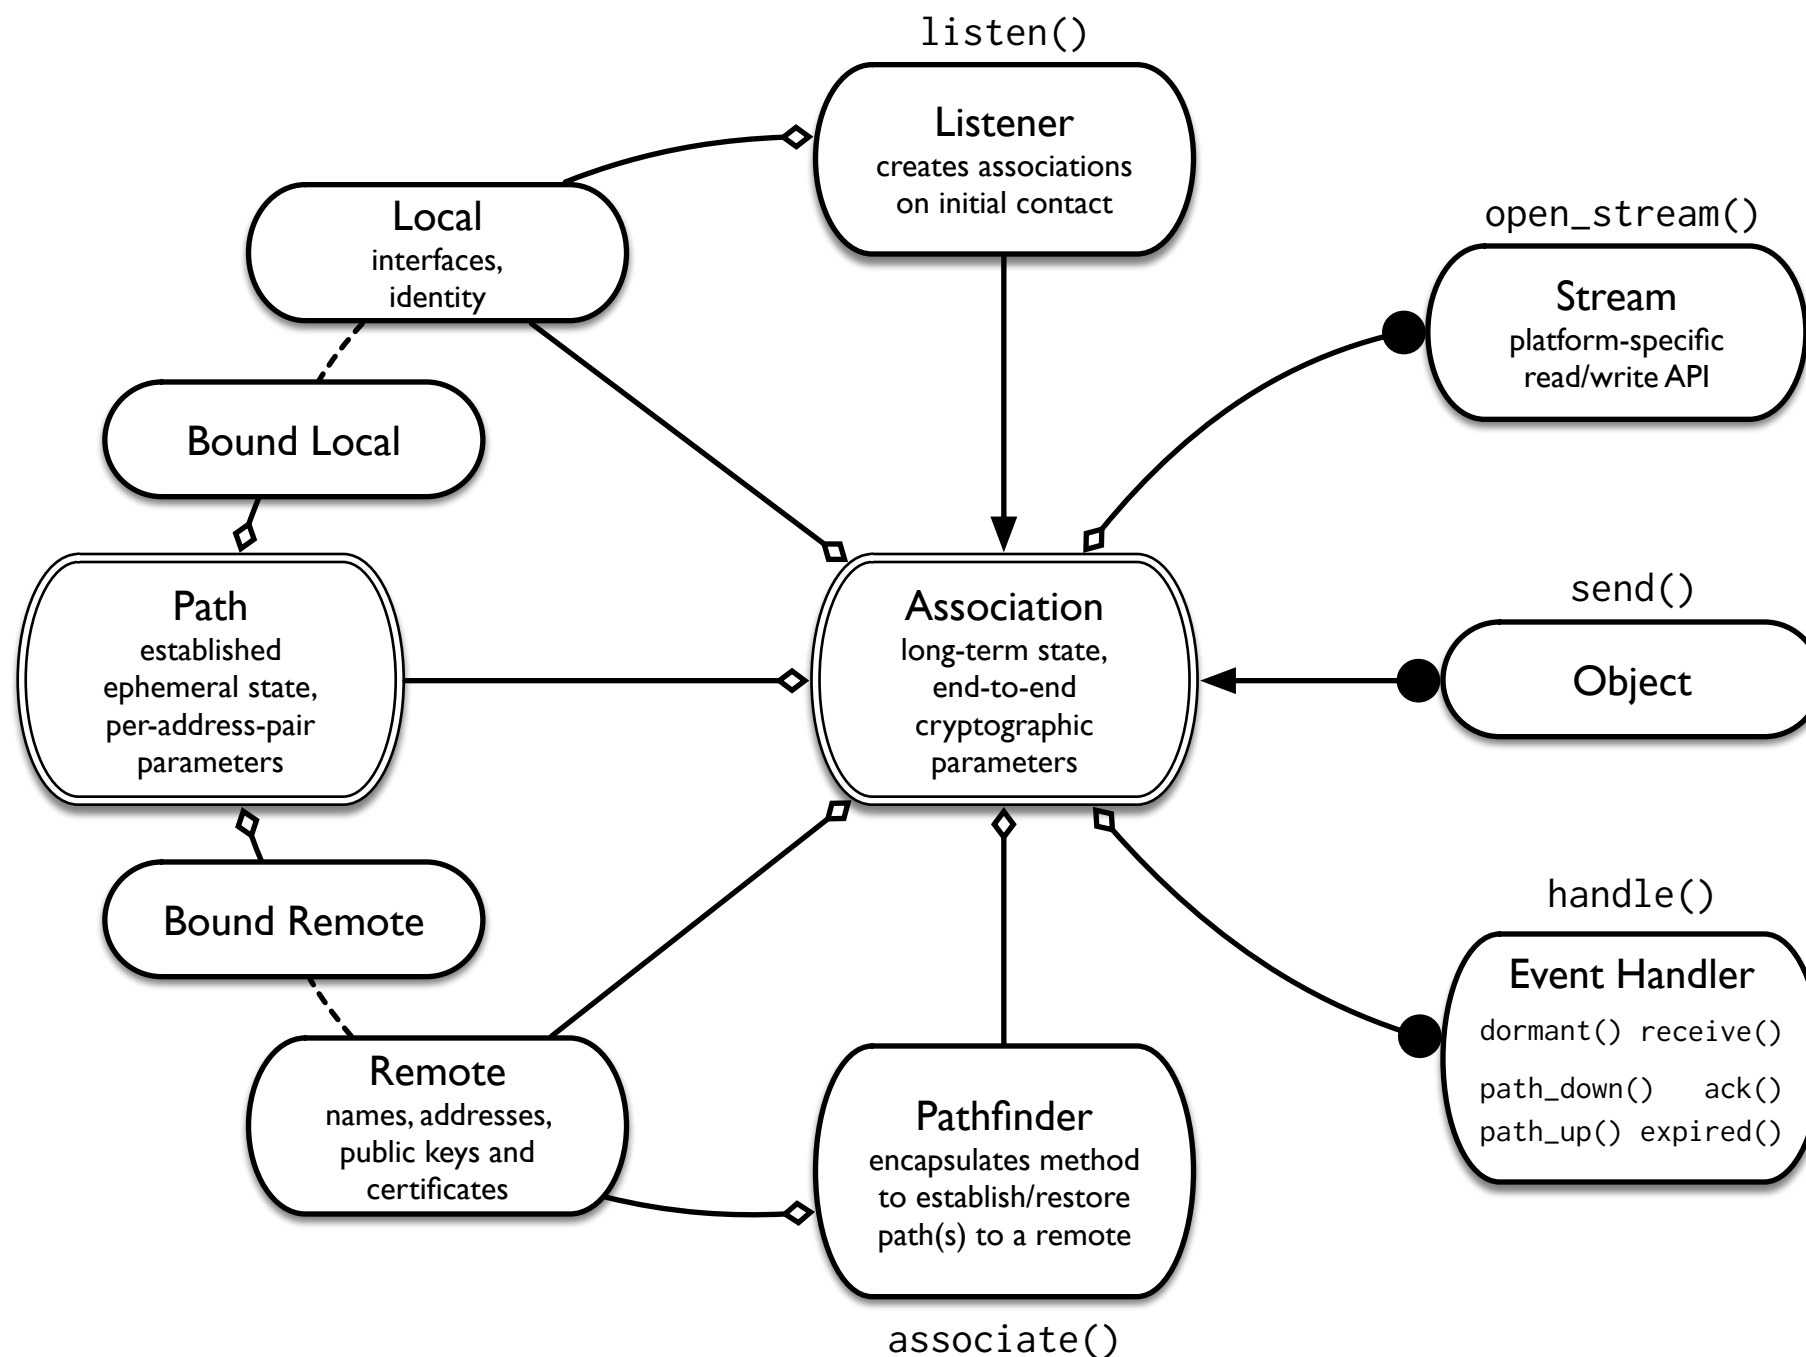 listen()
Listener
creates associations
on initial contact
Local
interfaces,
identity
open_stream()
Stream
platform-specific
read/write API
Bound Local
Path
established
ephemeral state,
per-address-pair
parameters
Association
long-term state,
end-to-end
cryptographic
parameters
send()
Object
Bound Remote
handle()
Event Handler
dormant() receive()
path_down() ack()
path_up() expired()
Remote
names, addresses,
public keys and
certificates
Pathfinder
encapsulates method
to establish/restore
path(s) to a remote
associate()